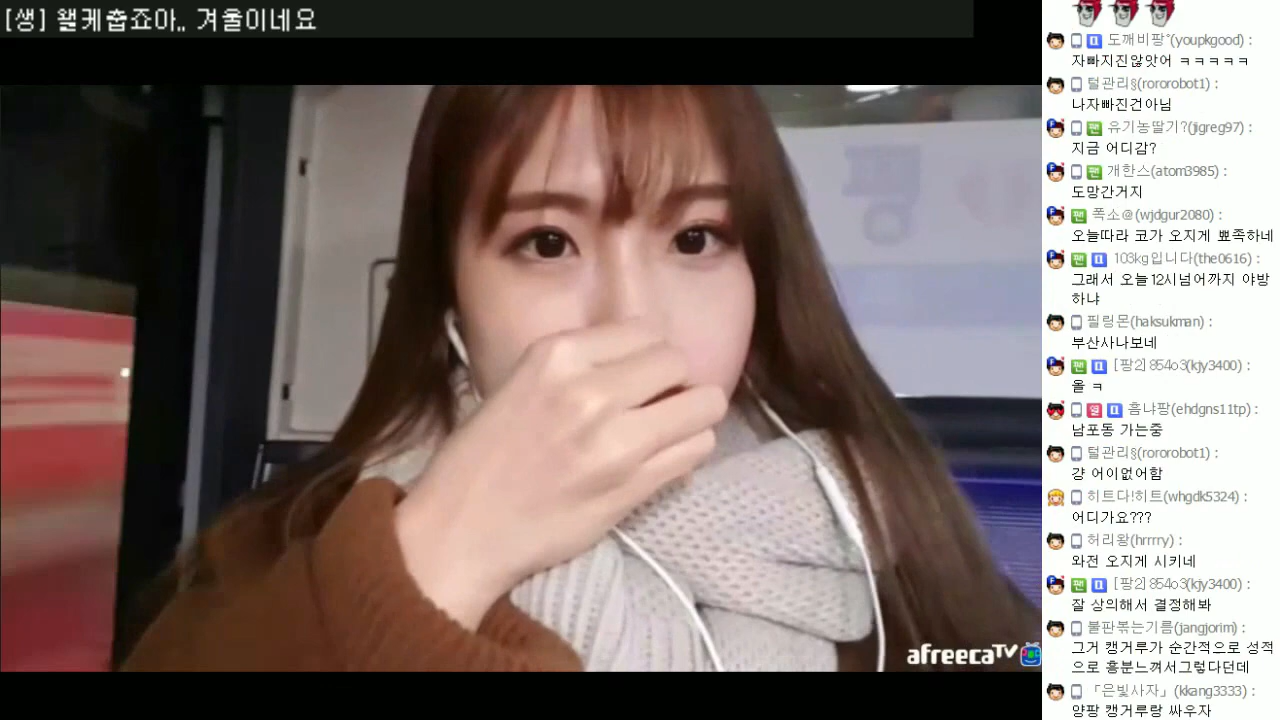 [생] 왤케춥죠아,, 겨울이네요
도깨비팡˚(youpkgood) :
자빠지진않앗어 ㅋㅋㅋㅋㅋ
털관리§(rororobot1) :
나자빠진건아님
팬 유기농딸기?(jigreg97) :
지금 어디감?
팬 개한스(atom3985) :
도망간거지
팬 폭소@(wjdgur2080) :
오늘따라 코가 오지게 뾰족하네
팬 103kg입니다(the0616) :
그래서 오늘12시넘어까지 야방
하냐
필링몬(haksukman) :
부산사나보네
팬 [팡2]854o3(kjy3400) :
올 ㅋ
열 흠냐팡(ehdgns11tp) :
남포동 가는중
털관리§(rororobot1) :
걍 어이없어함
히트다!히트(whgdk5324) :
어디가요???
허리왕(hrrrry) :
와전 오지게 시키네
팬 [팡2]854o3(kjy3400) :
잘 상의해서 결정해봐
불판볶는기름(jangjorim) :
그거 캥거루가 순간적으로 성적
으로 흥분느껴서그렇다던데
「은빛사자」(kkang3333) :
양팡 캥거루랑 싸우자
afreecaTV